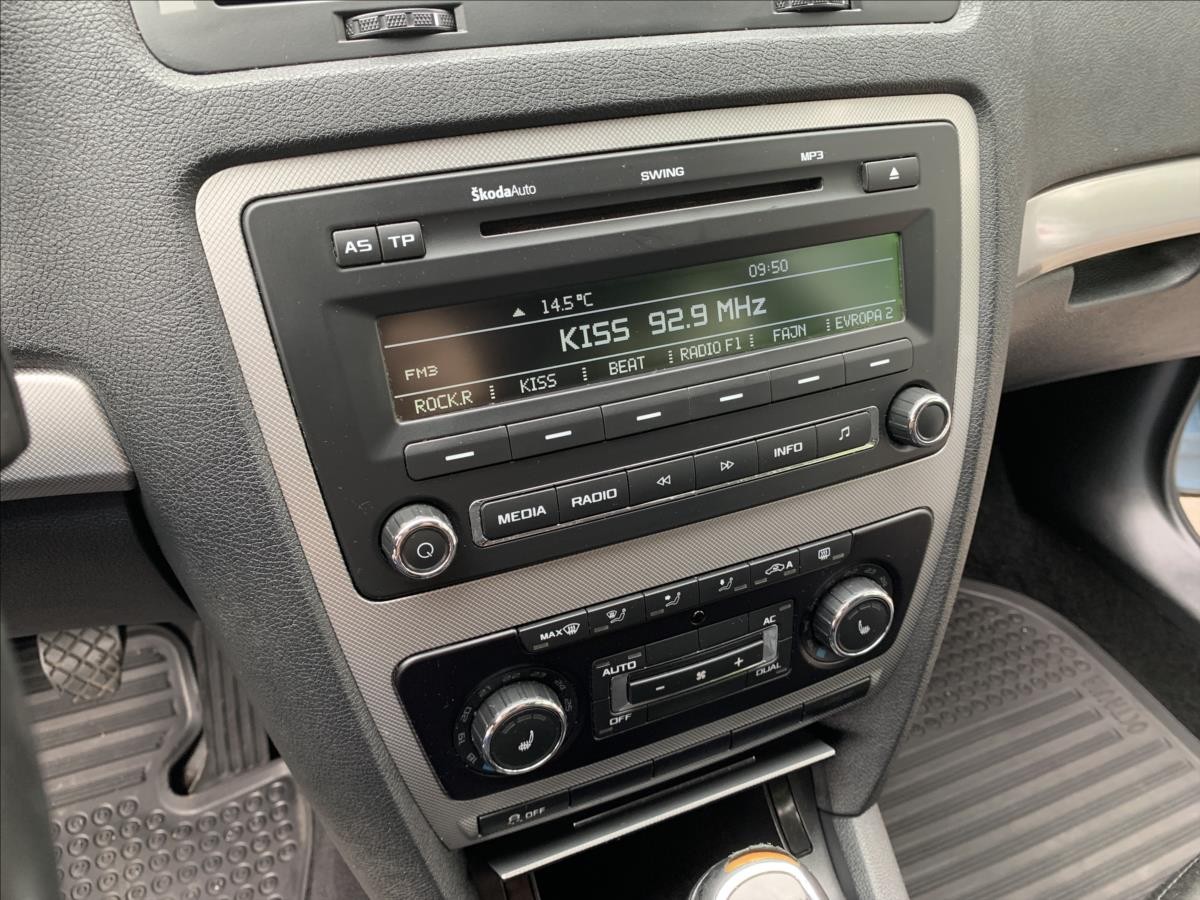 ŠkodaAuto SWING MP3
AS TP
14.5°C 09:50
KISS 92.9 MHz
FM3
ROCK.R KISS BEAT RADIO F1 FAJN EVROPA 2
MEDIA RADIO INFO
MAX A
AUTO AC
- +
OFF DUAL
OFF